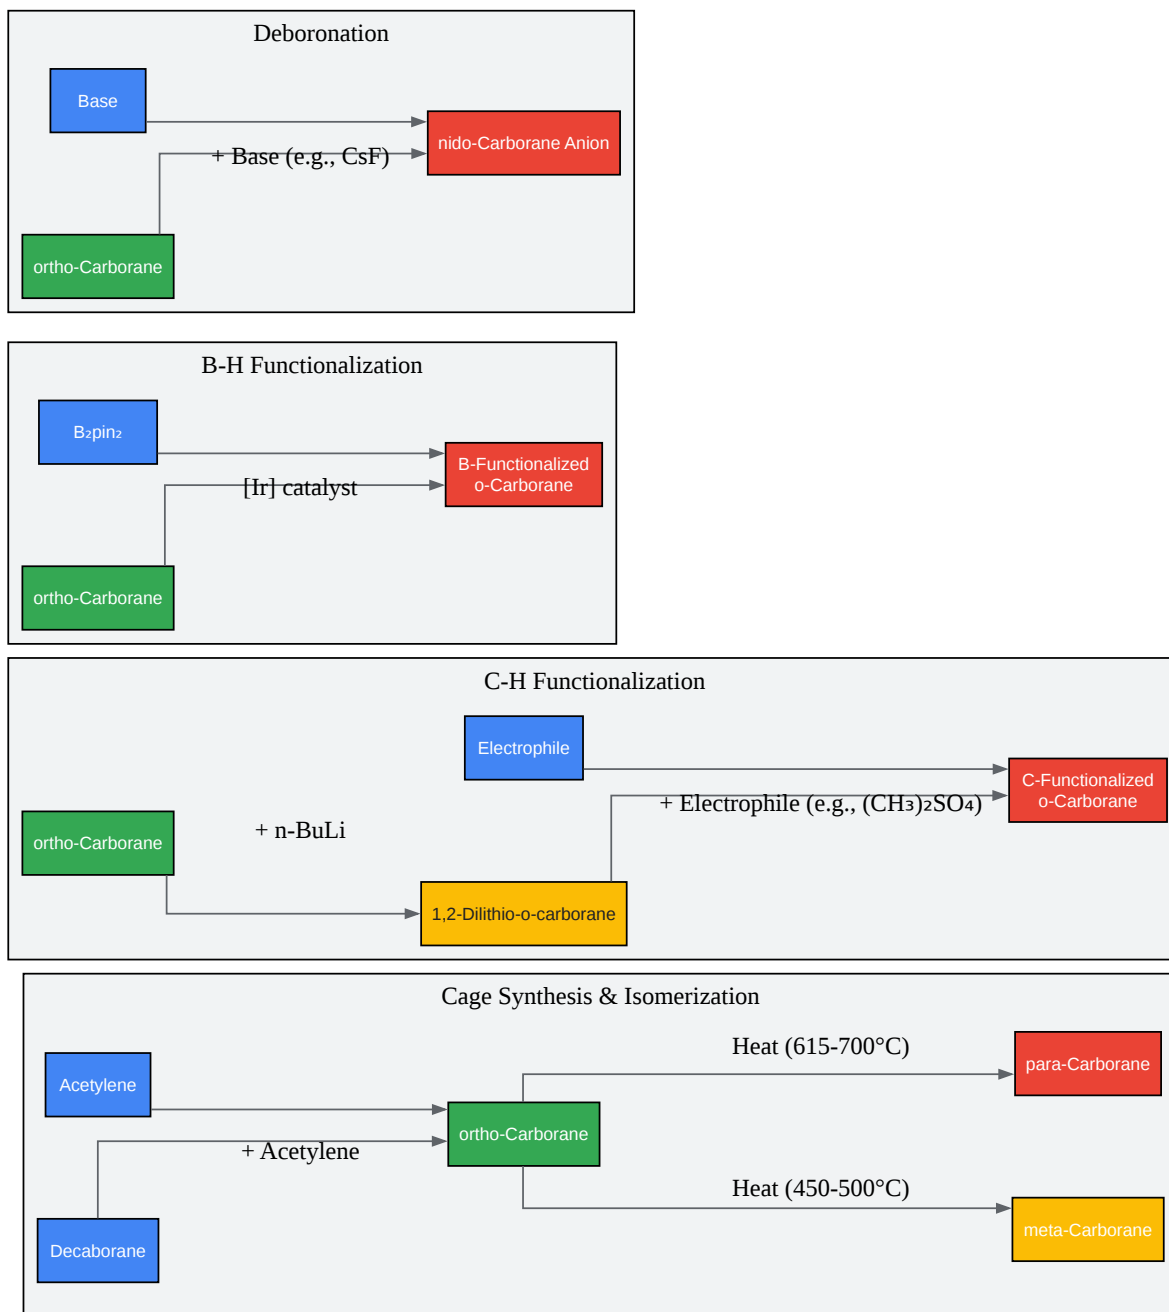 Deboronation
Base
nido-Carborane Anion
+ Base (e.g., CsF)
ortho-Carborane
B-H Functionalization
B₂pin₂
B-Functionalized
o-Carborane
[Ir] catalyst
ortho-Carborane
C-H Functionalization
Electrophile
C-Functionalized
o-Carborane
+ Electrophile (e.g., (CH₃)₂SO₄)
+ n-BuLi
ortho-Carborane
1,2-Dilithio-o-carborane
Cage Synthesis & Isomerization
Heat (615-700°C)
para-Carborane
Acetylene
ortho-Carborane
+ Acetylene
Heat (450-500°C)
meta-Carborane
Decaborane